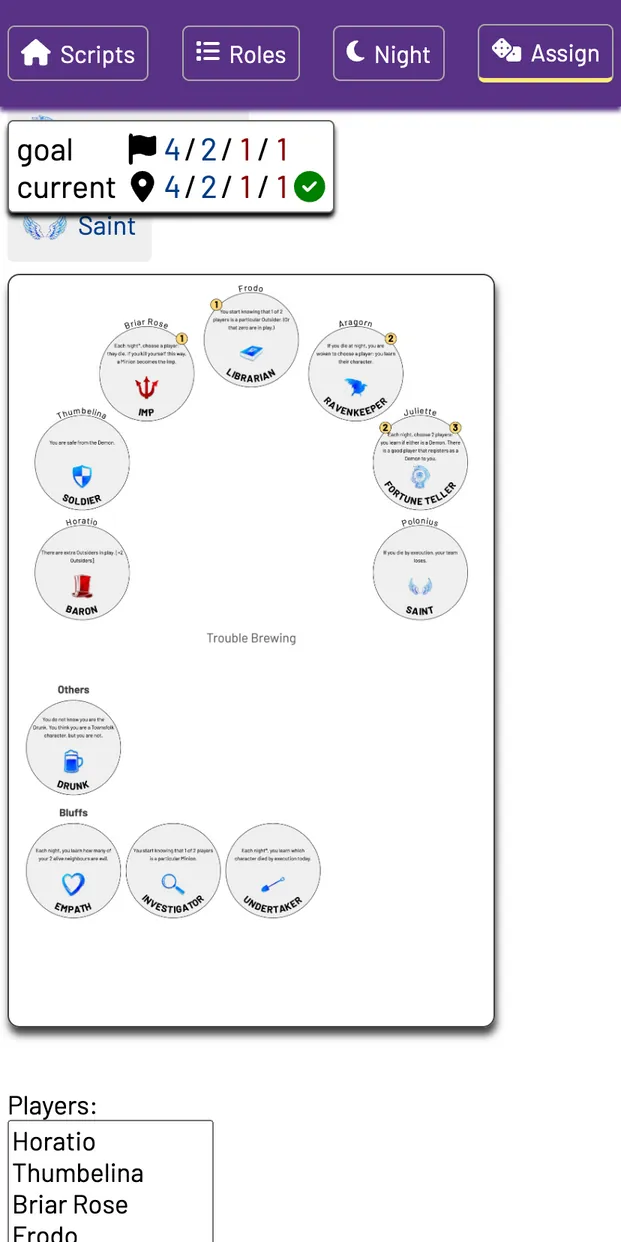 Scripts
Roles
Night
Assign
goal 4/2/1/1
current 4/2/1/1
Saint
Frodo
1
You start knowing that 1 of 2
players is a particular Outsider. (Or
that zero are in play.)
LIBRARIAN
Briar Rose
1
Each night*, choose a player:
they die. If you kill yourself this way,
a Minion becomes the Imp.
IMP
Aragorn
2
If you die at night, you are
woken to choose a player: you learn
their character.
RAVENKEEPER
Thumbelina
You are safe from the Demon.
SOLDIER
Juliette
2
3
Each night, choose 2 players:
you learn if either is a Demon. There
is a good player that registers as a
Demon to you.
FORTUNE TELLER
Horatio
There are extra Outsiders in play. [+2
Outsiders]
BARON
Polonius
If you die by execution, your team
loses.
SAINT
Trouble Brewing
Others
You do not know you are the
Drunk. You think you are a Townsfolk
character, but you are not.
DRUNK
Bluffs
Each night, you learn how many of
your 2 alive neighbours are evil.
EMPATH
You start knowing that 1 of 2 players
is a particular Minion.
INVESTIGATOR
Each night*, you learn which
character died by execution today.
UNDERTAKER
Players:
Horatio
Thumbelina
Briar Rose
Frodo